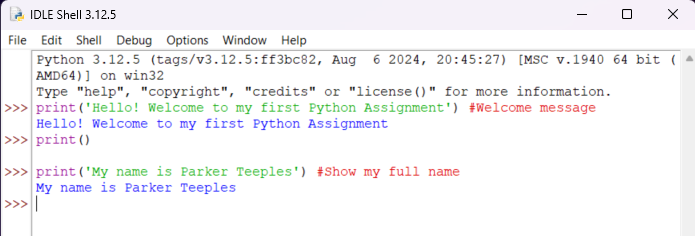 IDLE Shell 3.12.5
File Edit Shell Debug Options Window Help
Python 3.12.5 (tags/v3.12.5:ff3bc82, Aug  6 2024, 20:45:27) [MSC v.1940 64 bit (
AMD64)] on win32
Type "help", "copyright", "credits" or "license()" for more information.
>>> print('Hello! Welcome to my first Python Assignment') #Welcome message
Hello! Welcome to my first Python Assignment
>>> print()
>>> print('My name is Parker Teeples') #Show my full name
My name is Parker Teeples
>>>